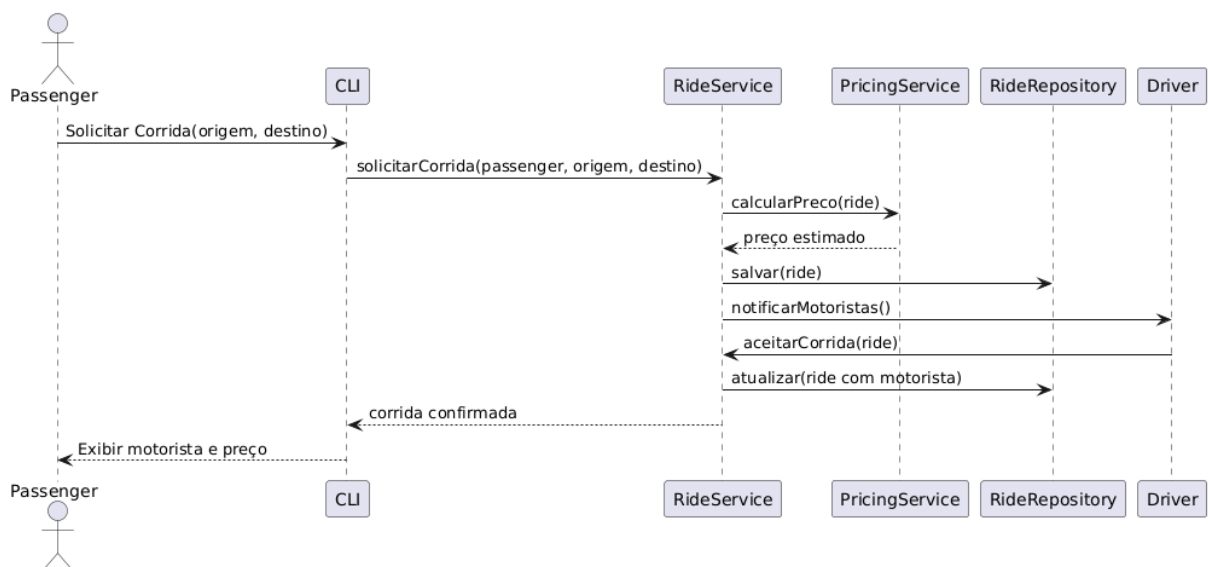 Passenger
CLI
RideService
PricingService
RideRepository
Driver
Solicitar Corrida(origem, destino)
solicitarCorrida(passenger, origem, destino)
calcularPreco(ride)
preço estimado
salvar(ride)
notificarMotoristas()
aceitarCorrida(ride)
atualizar(ride com motorista)
corrida confirmada
Exibir motorista e preço
Passenger
CLI
RideService
PricingService
RideRepository
Driver